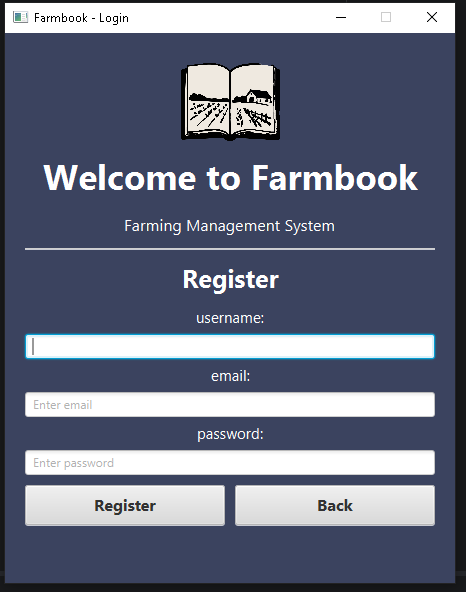 Farmbook - Login
Welcome to Farmbook
Farming Management System
Register
username:
email:
Enter email
password:
Enter password
Register Back